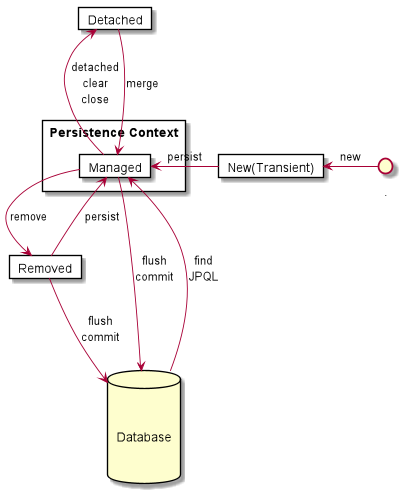 Detached
detached
clear
close
merge
Persistence Context
Managed
persist
New(Transient)
new
.
remove
persist
Removed
flush
commit
find
JPQL
flush
commit
Database